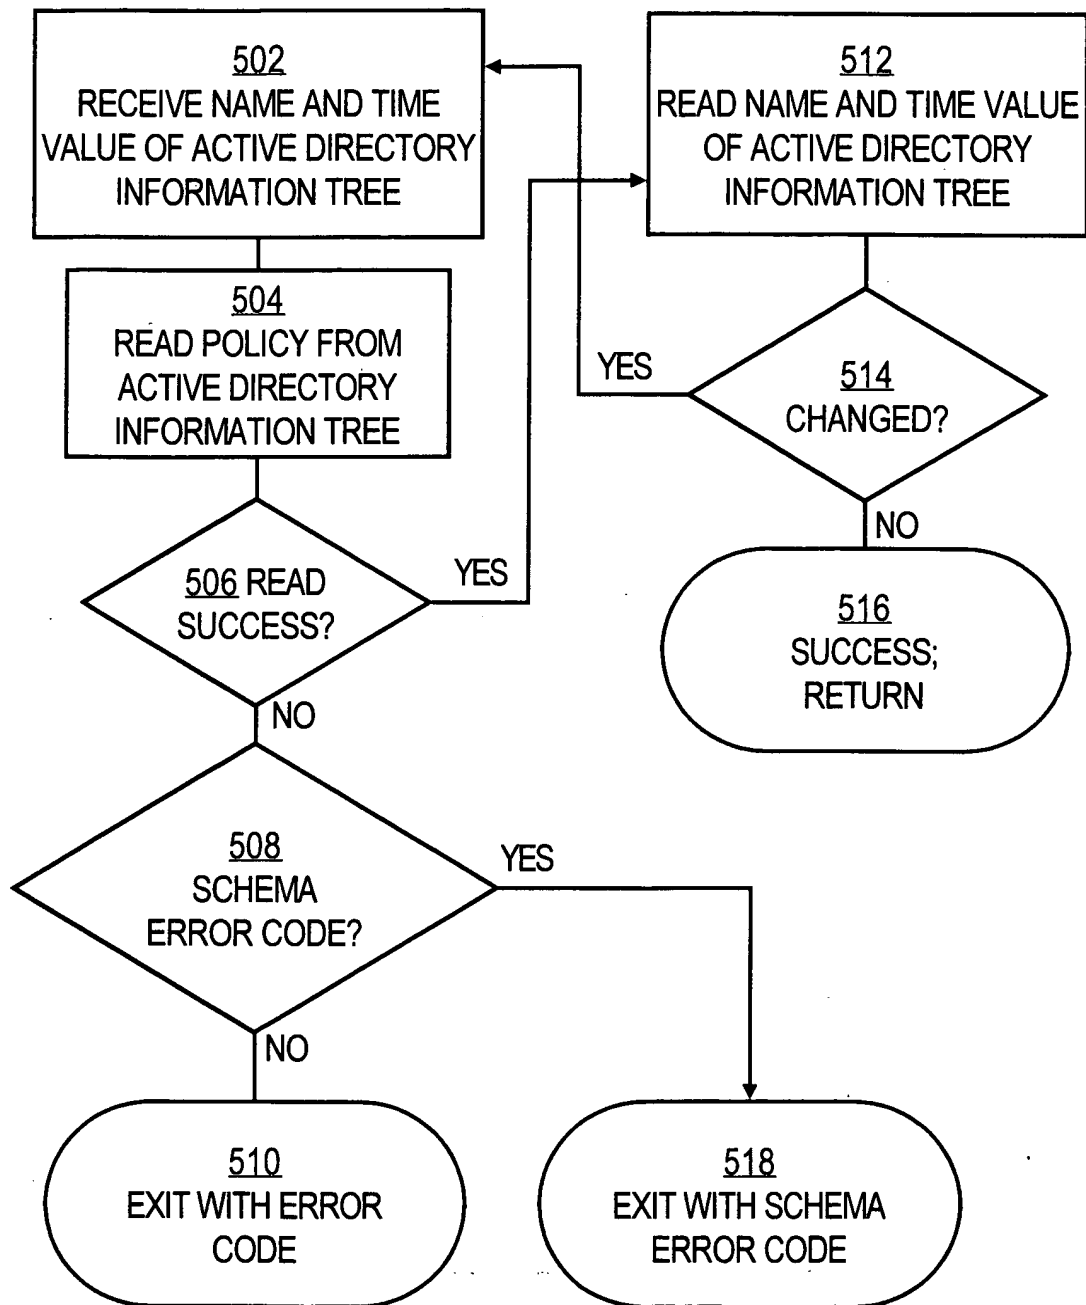 502
RECEIVE NAME AND TIME
VALUE OF ACTIVE DIRECTORY
INFORMATION TREE
504
READ POLICY FROM
ACTIVE DIRECTORY
INFORMATION TREE
506 READ
SUCCESS?
YES
NO
508
SCHEMA
ERROR CODE?
YES
NO
510
EXIT WITH ERROR
CODE
518
EXIT WITH SCHEMA
ERROR CODE
512
READ NAME AND TIME VALUE
OF ACTIVE DIRECTORY
INFORMATION TREE
514
CHANGED?
YES
NO
516
SUCCESS;
RETURN